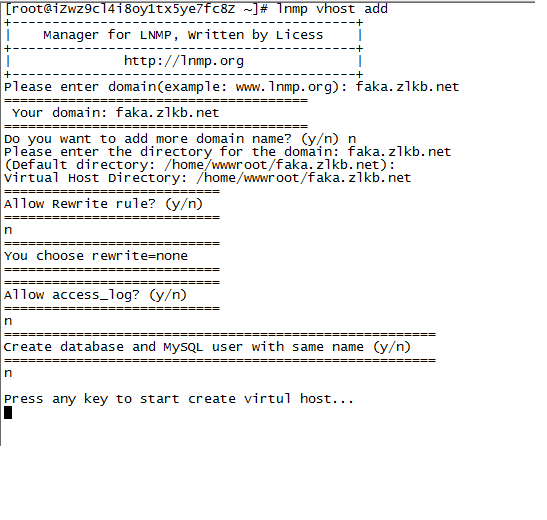 [root@iZwz9cl4i8oy1tx5ye7fc8Z ~]# lnmp vhost add
+-------------------------------------------+
|    Manager for LNMP, Written by Licess    |
+-------------------------------------------+
|              http://lnmp.org              |
+-------------------------------------------+
Please enter domain(example: www.lnmp.org): faka.zlkb.net
======================================
 Your domain: faka.zlkb.net
======================================
Do you want to add more domain name? (y/n) n
Please enter the directory for the domain: faka.zlkb.net
(Default directory: /home/wwwroot/faka.zlkb.net):
Virtual Host Directory: /home/wwwroot/faka.zlkb.net
===========================
Allow Rewrite rule? (y/n)
===========================
n
===========================
You choose rewrite=none
===========================
===========================
Allow access_log? (y/n)
===========================
n
======================================================
Create database and MySQL user with same name (y/n)
======================================================
n
Press any key to start create virtul host...